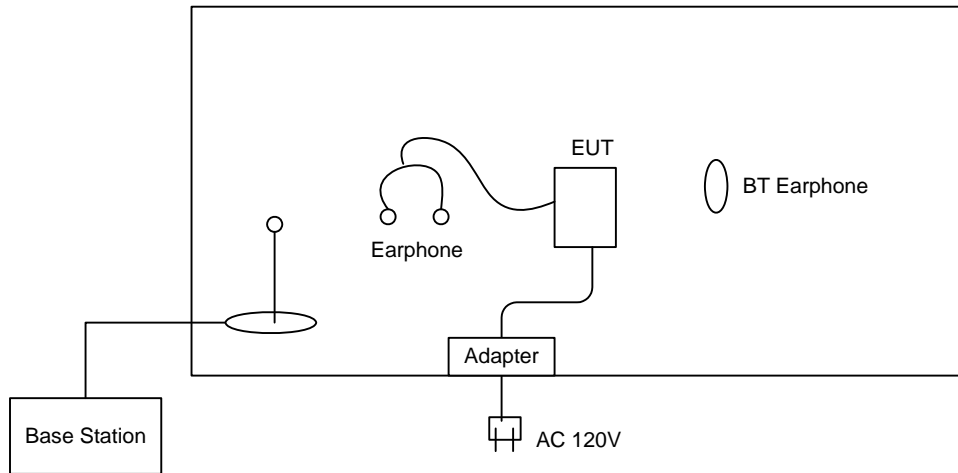 EUT
BT Earphone
Earphone
Adapter
Base Station
AC 120V